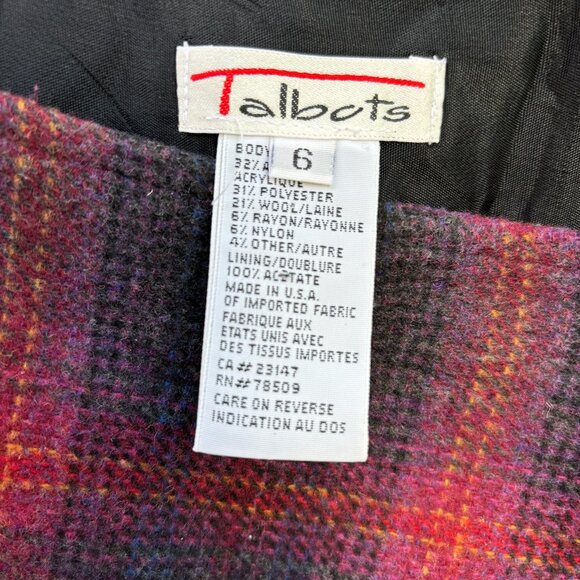 Talbots
6
BODY
32% A
ACRYLIQUE
31% POLYESTER
21% WOOL/LAINE
6% RAYON/RAYONNE
6% NYLON
4% OTHER/AUTRE
LINING/DOUBLURE
100% ACETATE
MADE IN U.S.A.
OF IMPORTED FABRIC
FABRIQUE AUX
ETATS UNIS AVEC
DES TISSUS IMPORTES
CA# 23147
RN# 78509
CARE ON REVERSE
INDICATION AU DOS